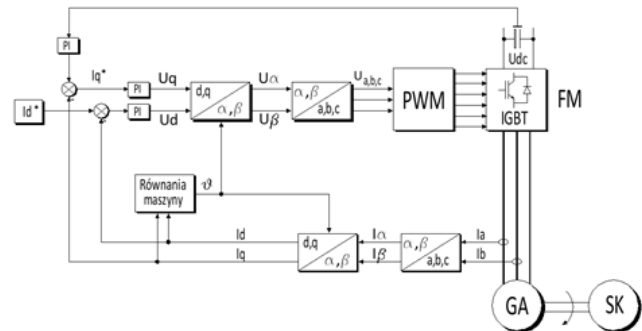 PI
Udc
Iq*
Id*
PI
PI
Uq
Ud
d,q
α,β
Uα
Uβ
α,β
a,b,c
Ua,b,c
PWM
IGBT
FM
Równania
maszyny
ϑ
Id
Iq
d,q
α,β
Iα
Iβ
α,β
a,b,c
Ia
Ib
GA
SK